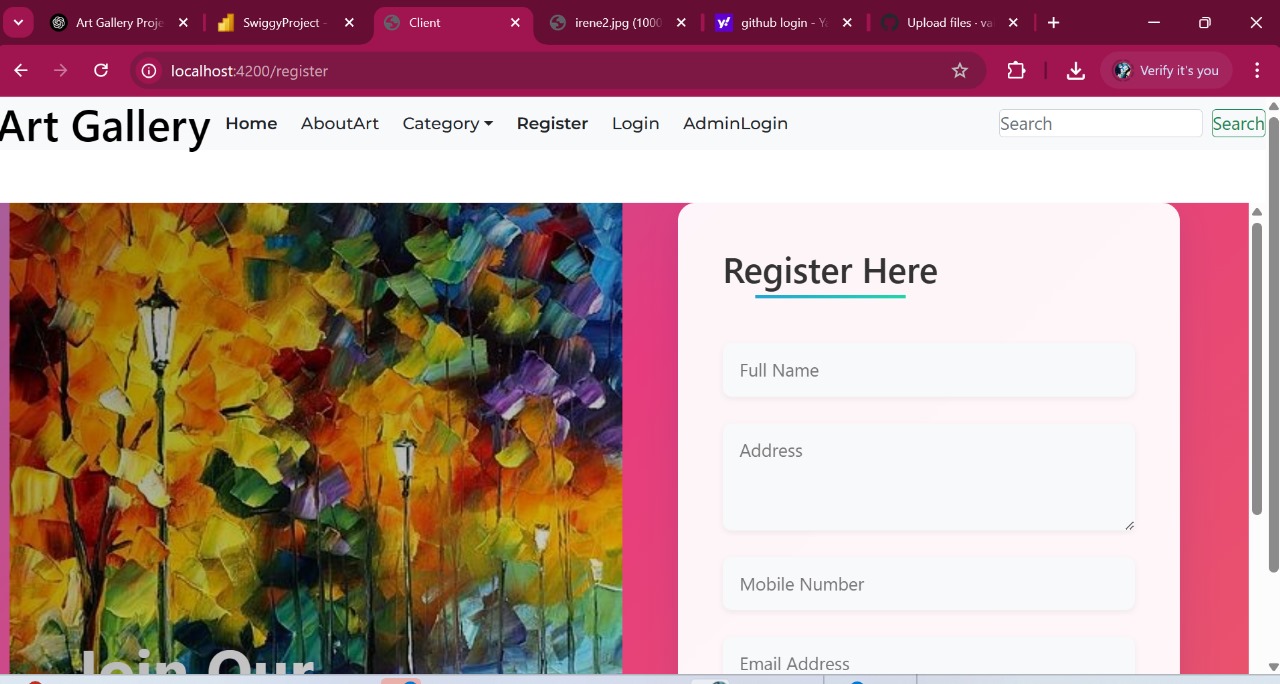 Art Gallery Proje
SwiggyProject -
Client
irene2.jpg (1000
github login - Ya
Upload files · va
localhost:4200/register
Verify it's you
Art Gallery Home AboutArt Category Register Login AdminLogin Search Search
Register Here
Full Name
Address
Mobile Number
Email Address
Join Our